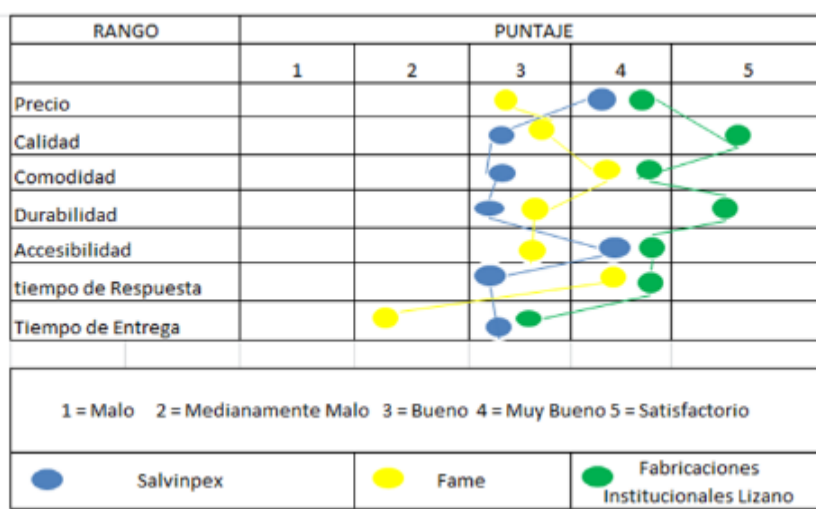 RANGO PUNTAJE
1 2 3 4 5
Precio
Calidad
Comodidad
Durabilidad
Accesibilidad
tiempo de Respuesta
Tiempo de Entrega
1 = Malo 2 = Medianamente Malo 3 = Bueno 4 = Muy Bueno 5 = Satisfactorio
Salvinpex Fame Fabricaciones
Institucionales Lizano